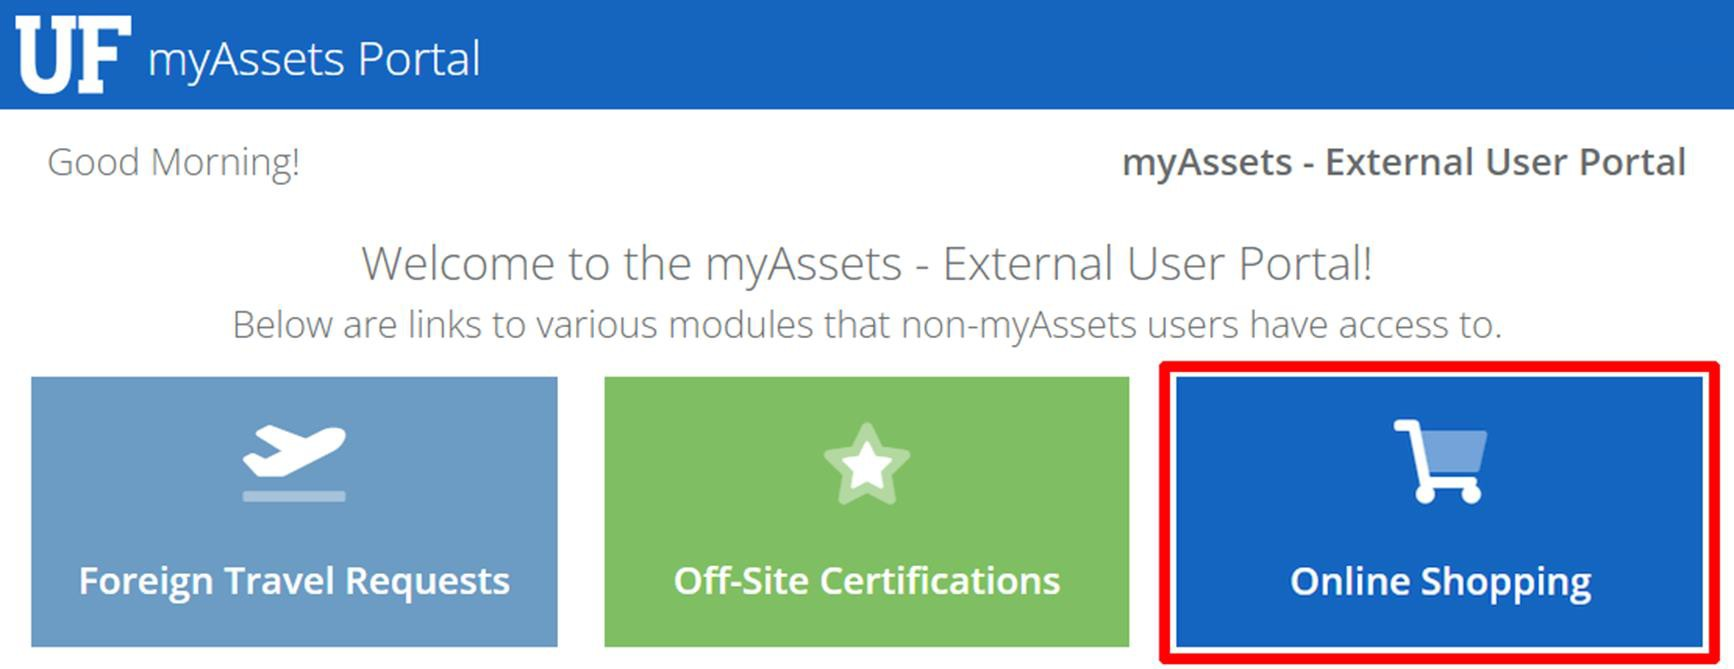 UF myAssets Portal
Good Morning!
myAssets - External User Portal
Welcome to the myAssets - External User Portal!
Below are links to various modules that non-myAssets users have access to.
Foreign Travel Requests
Off-Site Certifications
Online Shopping